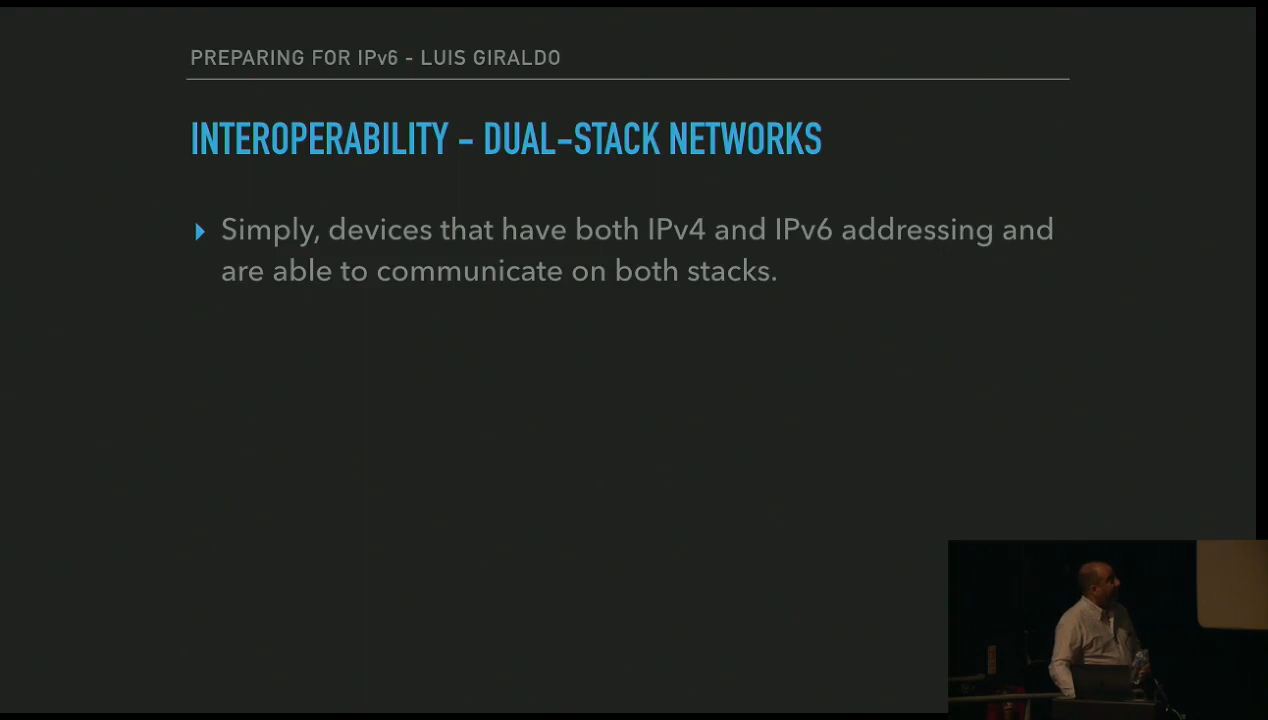 PREPARING FOR IPv6 - LUIS GIRALDO
INTEROPERABILITY - DUAL-STACK NETWORKS
Simply, devices that have both IPv4 and IPv6 addressing and
are able to communicate on both stacks.